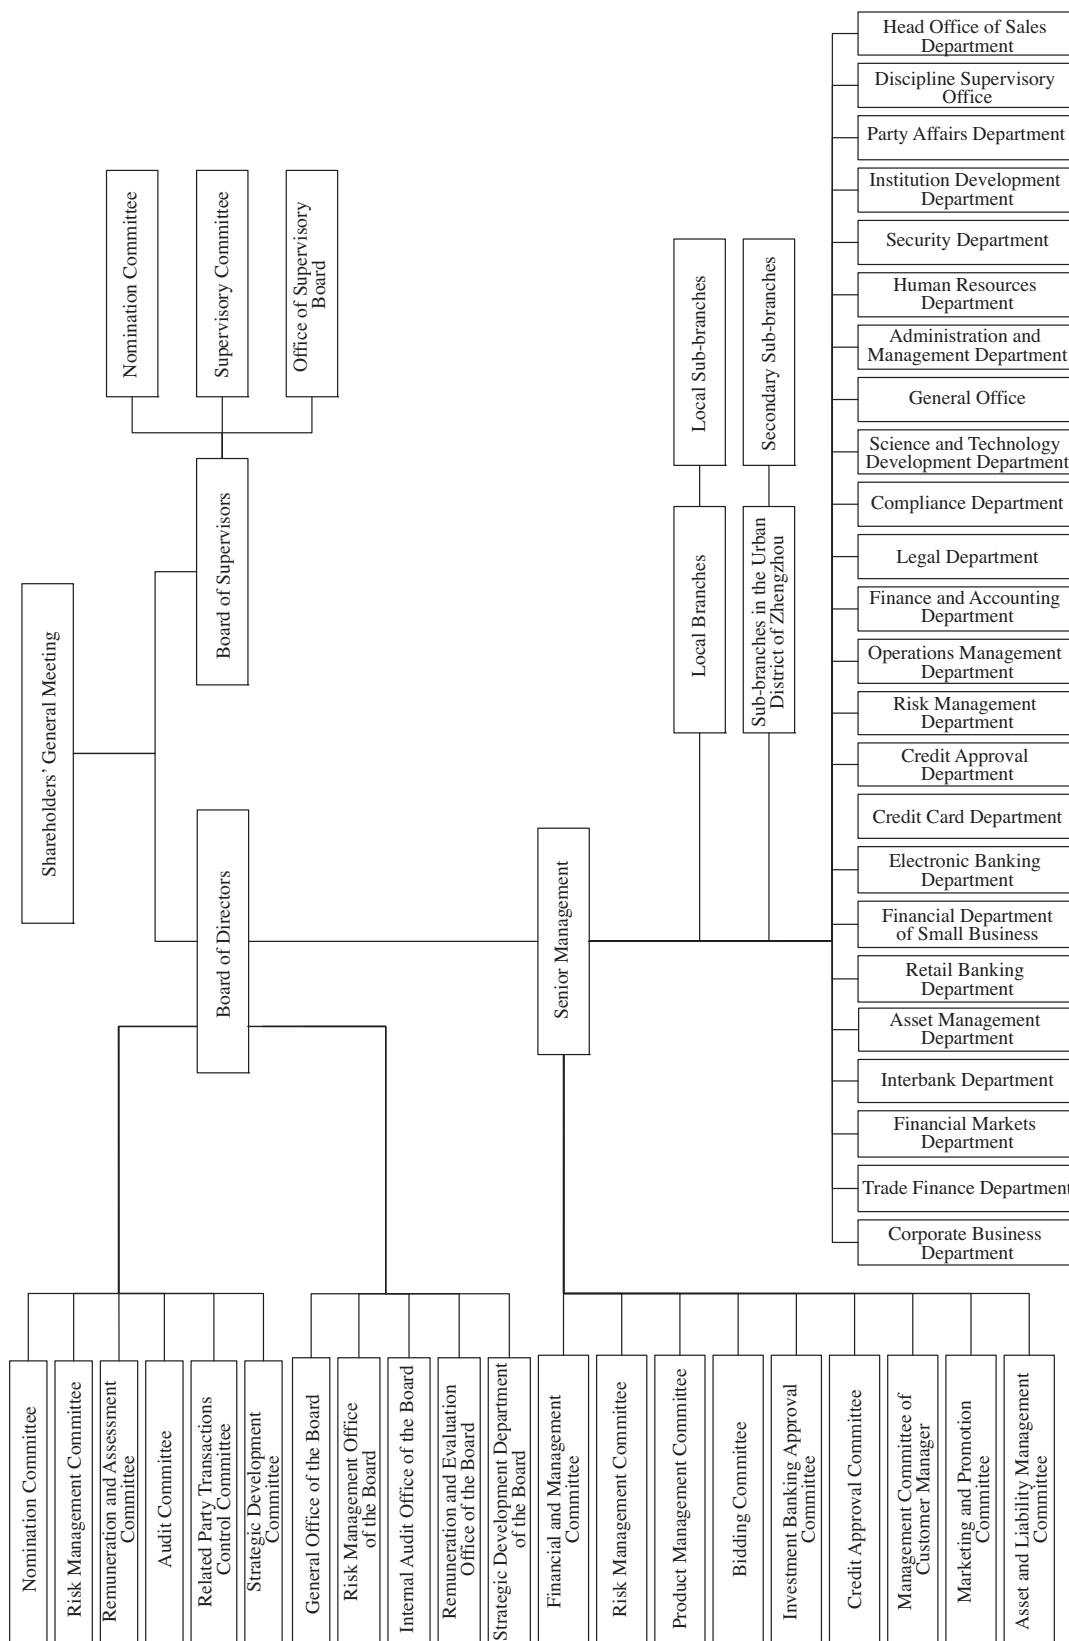 Shareholders' General Meeting
Board of Directors
Board of Supervisors
Nomination Committee
Supervisory Committee
Office of Supervisory
Board
Nomination Committee
Risk Management Committee
Remuneration and Assessment
Committee
Audit Committee
Related Party Transactions
Control Committee
Strategic Development
Committee
General Office of the Board
Risk Management Office
of the Board
Internal Audit Office of the Board
Remuneration and Evaluation
Office of the Board
Strategic Development Department
of the Board
Senior Management
Financial and Management
Committee
Risk Management Committee
Product Management Committee
Bidding Committee
Investment Banking Approval
Committee
Credit Approval Committee
Management Committee of
Customer Manager
Marketing and Promotion
Committee
Asset and Liability Management
Committee
Local Branches
Local Sub-branches
Sub-branches in the Urban
District of Zhengzhou
Secondary Sub-branches
Corporate Business
Department
Trade Finance Department
Financial Markets
Department
Interbank Department
Asset Management
Department
Retail Banking
Department
Financial Department
of Small Business
Electronic Banking
Department
Credit Card Department
Credit Approval
Department
Risk Management
Department
Operations Management
Department
Finance and Accounting
Department
Legal Department
Compliance Department
Science and Technology
Development Department
General Office
Administration and
Management Department
Human Resources
Department
Security Department
Institution Development
Department
Party Affairs Department
Discipline Supervisory
Office
Head Office of Sales
Department